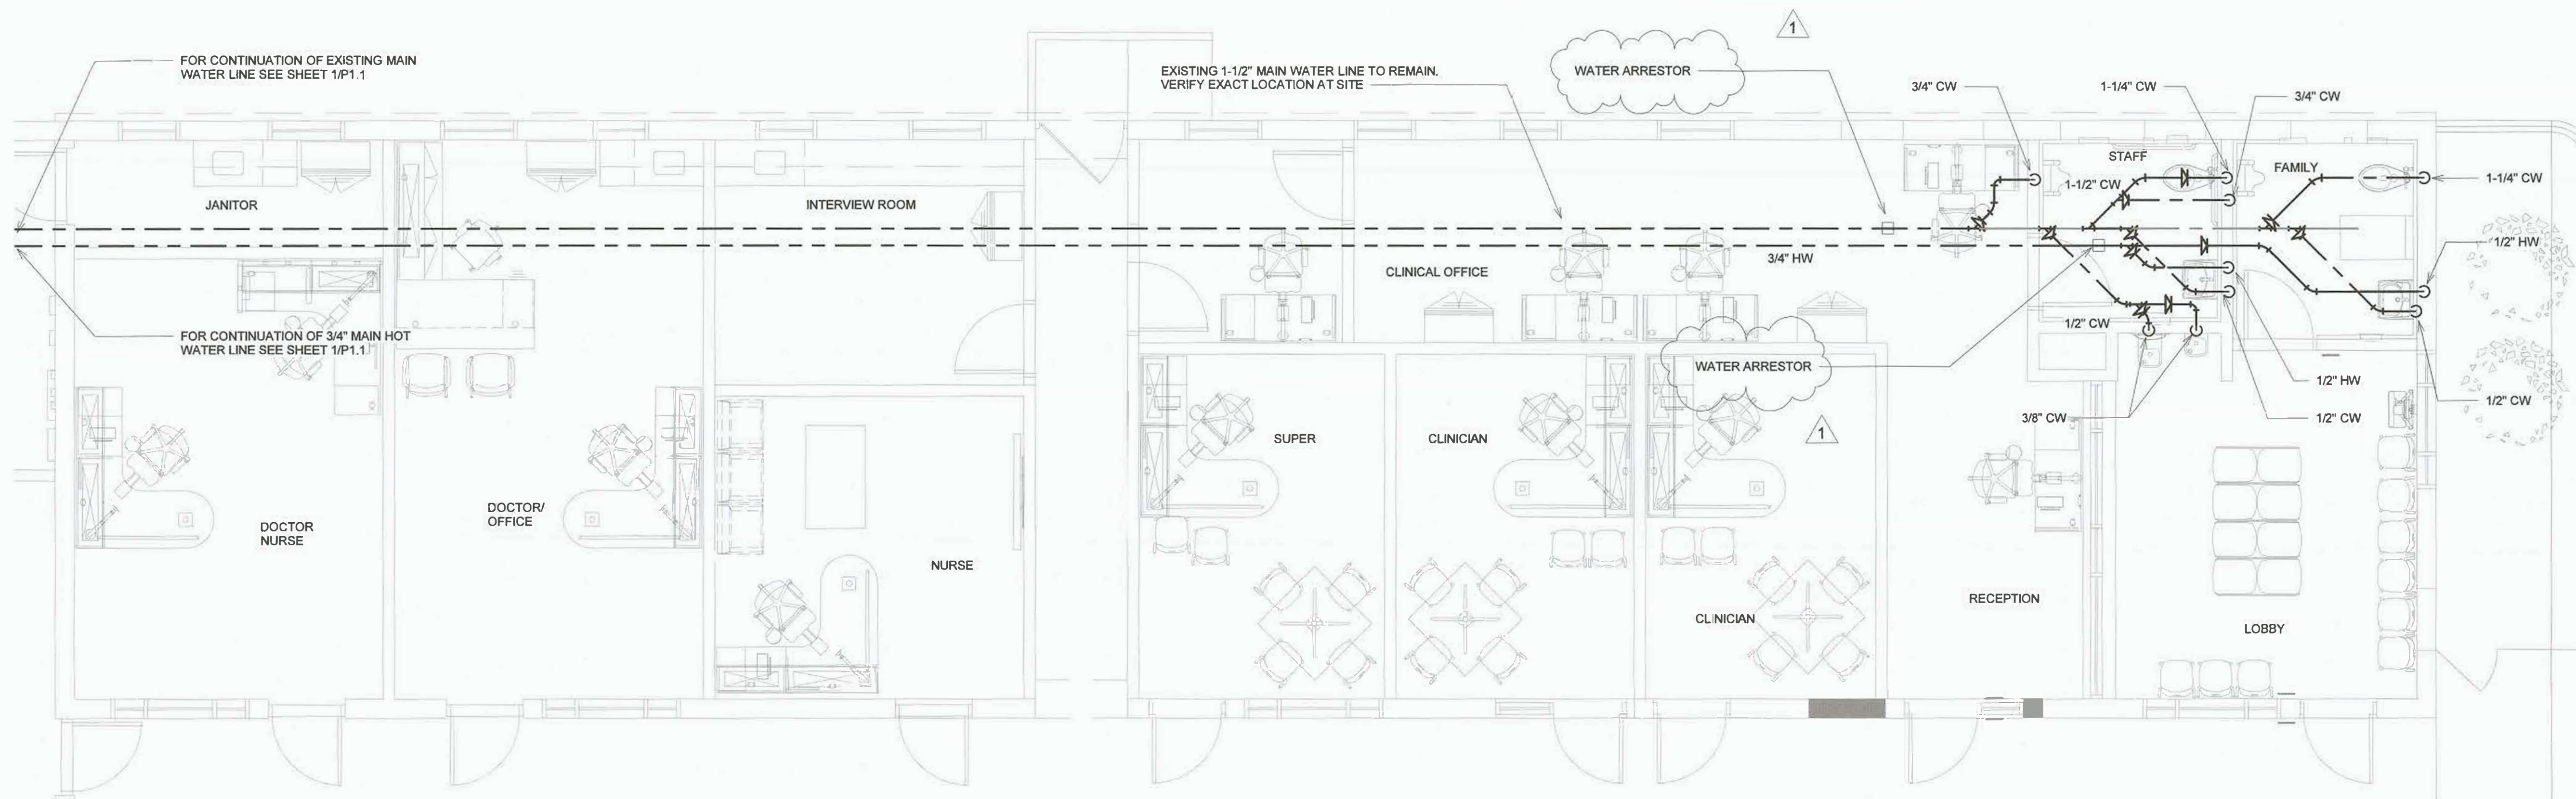 1
FOR CONTINUATION OF EXISTING MAIN
WATER LINE SEE SHEET 1/P1.1
EXISTING 1-1/2" MAIN WATER LINE TO REMAIN.
VERIFY EXACT LOCATION AT SITE
WATER ARRESTOR
3/4" CW
1-1/4" CW
3/4" CW
STAFF
FAMILY
1-1/2" CW
1-1/4" CW
JANITOR
INTERVIEW ROOM
1/2" HW
3/4" HW
CLINICAL OFFICE
FOR CONTINUATION OF 3/4" MAIN HOT
WATER LINE SEE SHEET 1/P1.1
1/2" CW
WATER ARRESTOR
1/2" HW
1/2" CW
3/8" CW
1/2" CW
1
SUPER
CLINICIAN
DOCTOR/
OFFICE
DOCTOR
NURSE
NURSE
RECEPTION
CLINICIAN
LOBBY